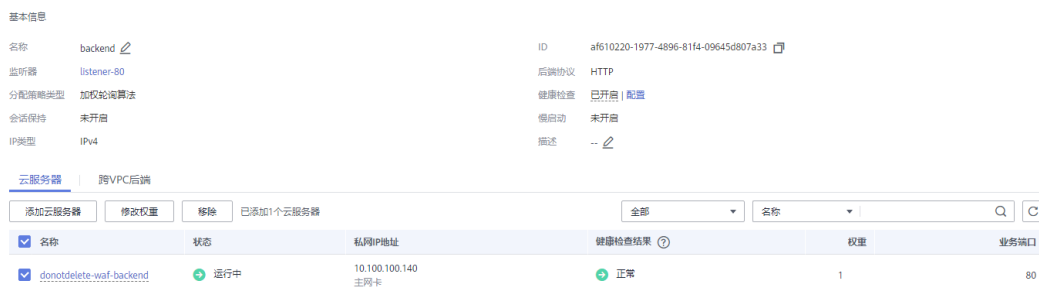 基本信息
名称 backend ID af610220-1977-4896-81f4-09645d807a33
监听器 listener-80 后端协议 HTTP
分配策略类型 加权轮询算法 健康检查 已开启 | 配置
会话保持 未开启 慢启动 未开启
IP类型 IPv4 描述 --
云服务器 跨VPC后端
添加云服务器 修改权重 移除 已添加1个云服务器 全部 名称
名称 状态 私网IP地址 健康检查结果 权重 业务端口
donotdelete-waf-backend 运行中 10.100.100.140 正常 1 80
主网卡